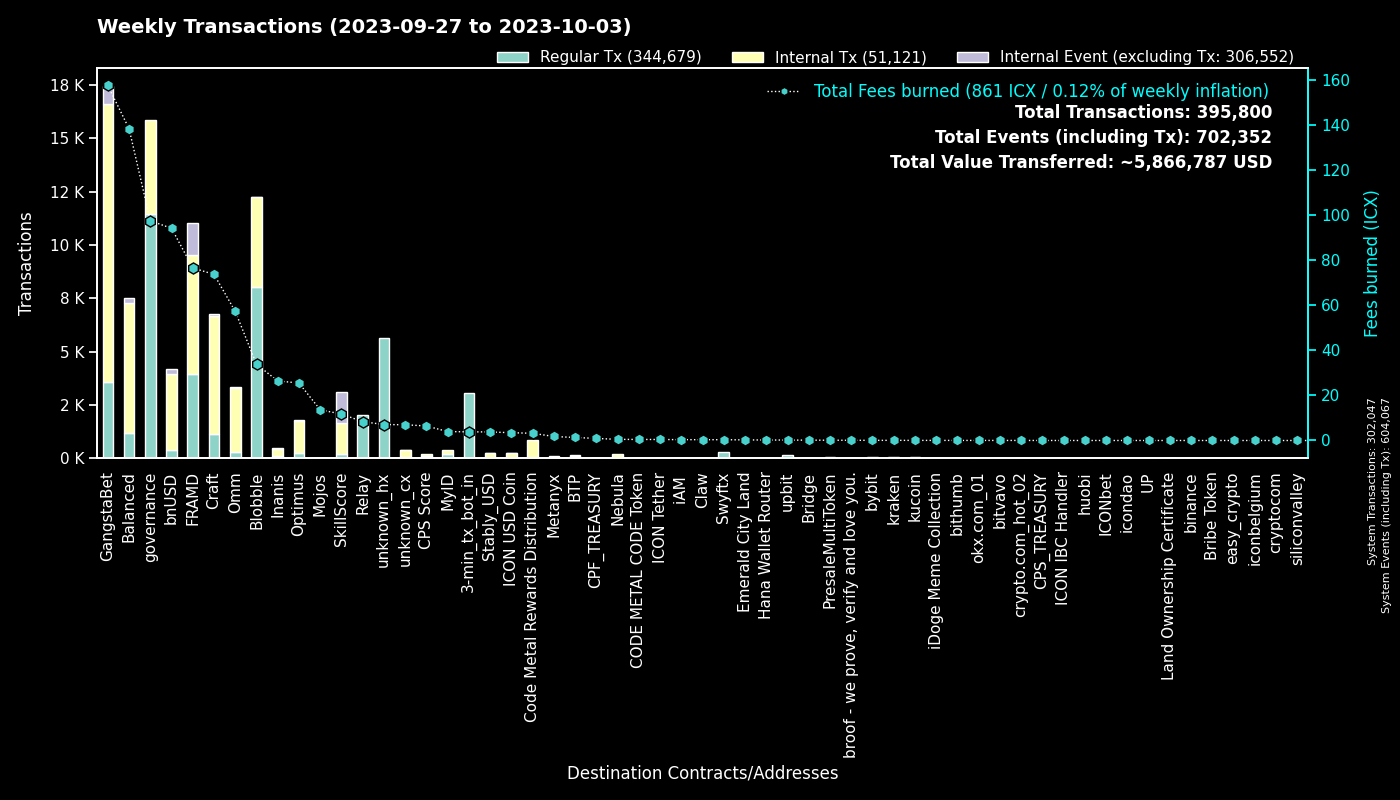 Weekly Transactions (2023-09-27 to 2023-10-03)
Regular Tx (344,679)
Internal Tx (51,121)
Internal Event (excluding Tx: 306,552)
Total Fees burned (861 ICX / 0.12% of weekly inflation)
Total Transactions: 395,800
Total Events (including Tx): 702,352
Total Value Transferred: ~5,866,787 USD
Transactions
18 K
15 K
12 K
10 K
8 K
5 K
2 K
0 K
Fees burned (ICX)
160
140
120
100
80
60
40
20
0
GangstaBet
Balanced
governance
bnUSD
FRAMD
Craft
Omm
Blobble
Inanis
Optimus
Mojos
SkillScore
Relay
unknown_hx
unknown_cx
CPS Score
MyID
3-min_tx_bot_in
Stably_USD
ICON USD Coin
Code Metal Rewards Distribution
Metanyx
BTP
CPF_TREASURY
Nebula
CODE METAL CODE Token
ICON Tether
iAM
Claw
Swyftx
Emerald City Land
Hana Wallet Router
upbit
Bridge
PresaleMultiToken
broof - we prove, verify and love you.
bybit
kraken
kucoin
iDoge Meme Collection
bithumb
okx.com_01
bitvavo
crypto.com_hot_02
CPS_TREASURY
ICON IBC Handler
huobi
ICONbet
icondao
UP
Land Ownership Certificate
binance
Bribe Token
easy_crypto
iconbelgium
cryptocom
siliconvalley
Destination Contracts/Addresses
System Transactions: 302,047
System Events (including Tx): 604,067